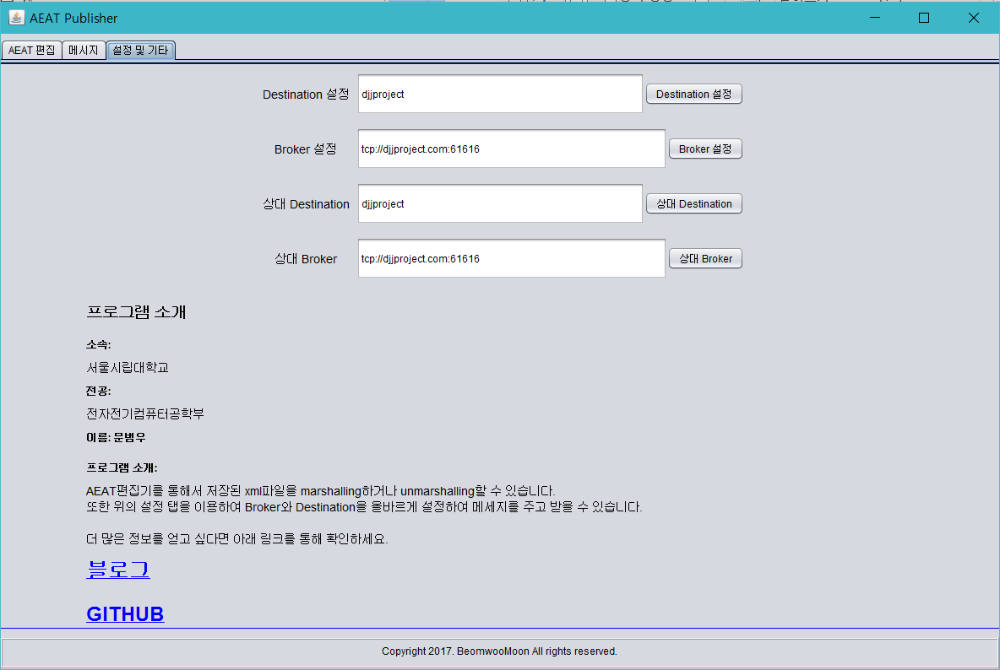 AEAT Publisher
AEAT 편집 메시지 설정 및 기타
Destination 설정 djjproject Destination 설정
Broker 설정 tcp://djjproject.com:61616 Broker 설정
상대 Destination djjproject 상대 Destination
상대 Broker tcp://djjproject.com:61616 상대 Broker
프로그램 소개
소속:
서울시립대학교
전공:
전자전기컴퓨터공학부
이름: 문범우
프로그램 소개:
AEAT편집기를 통해서 저장된 xml파일을 marshalling하거나 unmarshalling할 수 있습니다.
또한 위의 설정 탭을 이용하여 Broker와 Destination을 올바르게 설정하여 메세지를 주고 받을 수 있습니다.
더 많은 정보를 얻고 싶다면 아래 링크를 통해 확인하세요.
블로그
GITHUB
Copyright 2017. BeomwooMoon All rights reserved.